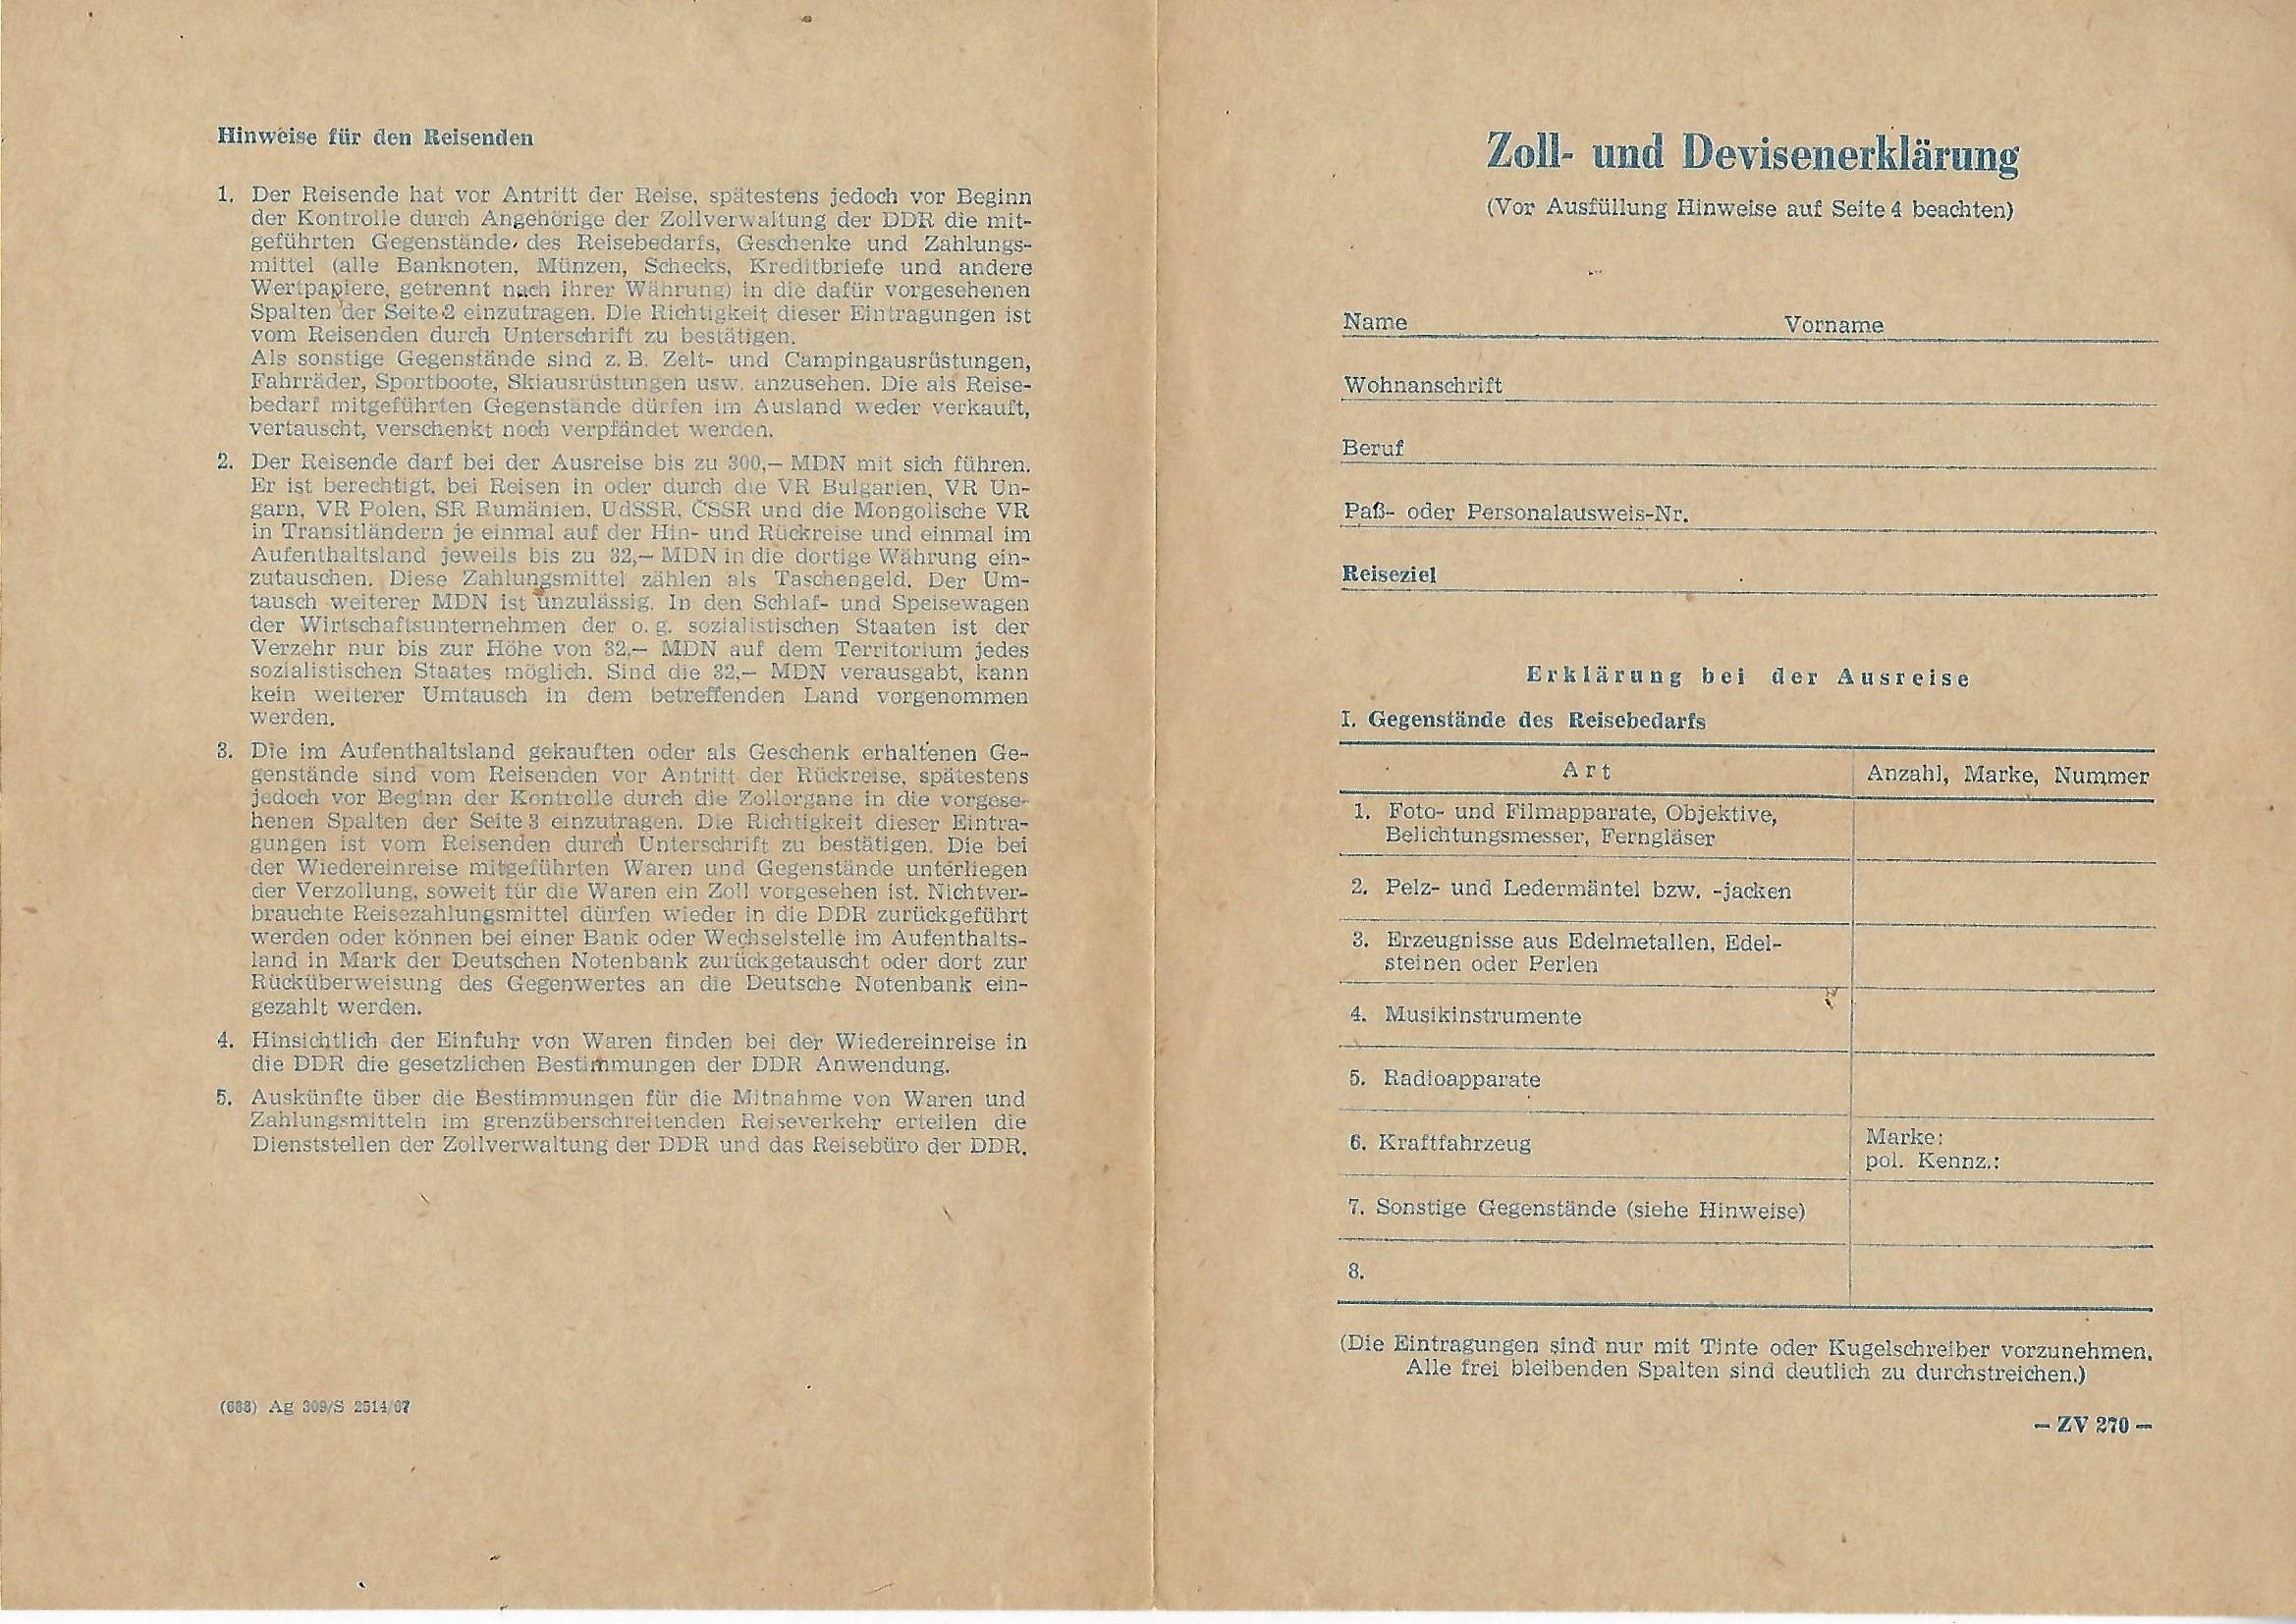 Hinweise für den Reisenden
1. Der Reisende hat vor Antritt der Reise, spätestens jedoch vor Beginn
der Kontrolle durch Angehörige der Zollverwaltung der DDR die mit-
geführten Gegenstände des Reisebedarfs, Geschenke und Zahlungs-
mittel (alle Banknoten, Münzen, Schecks, Kreditbriefe und andere
Wertpapiere, getrennt nach ihrer Währung) in die dafür vorgesehenen
Spalten der Seite 2 einzutragen. Die Richtigkeit dieser Eintragungen ist
vom Reisenden durch Unterschrift zu bestätigen.
Als sonstige Gegenstände sind z. B. Zelt- und Campingausrüstungen,
Fahrräder, Sportboote, Skiausrüstungen usw. anzusehen. Die als Reise-
bedarf mitgeführten Gegenstände dürfen im Ausland weder verkauft,
vertauscht, verschenkt noch verpfändet werden.
2. Der Reisende darf bei der Ausreise bis zu 300,— MDN mit sich führen.
Er ist berechtigt, bei Reisen in oder durch die VR Bulgarien, VR Un-
garn, VR Polen, SR Rumänien, UdSSR, ČSSR und die Mongolische VR
in Transitländern je einmal auf der Hin- und Rückreise und einmal im
Aufenthaltsland jeweils bis zu 32,— MDN in die dortige Währung ein-
zutauschen. Diese Zahlungsmittel zählen als Taschengeld. Der Um-
tausch weiterer MDN ist unzulässig. In den Schlaf- und Speisewagen
der Wirtschaftsunternehmen der o. g. sozialistischen Staaten ist der
Verzehr nur bis zur Höhe von 32,— MDN auf dem Territorium jedes
sozialistischen Staates möglich. Sind die 32,— MDN verausgabt, kann
kein weiterer Umtausch in dem betreffenden Land vorgenommen
werden.
3. Die im Aufenthaltsland gekauften oder als Geschenk erhaltenen Ge-
genstände sind vom Reisenden vor Antritt der Rückreise, spätestens
jedoch vor Beginn der Kontrolle durch die Zollorgane in die vorgese-
henen Spalten der Seite 3 einzutragen. Die Richtigkeit dieser Eintra-
gungen ist vom Reisenden durch Unterschrift zu bestätigen. Die bei
der Wiedereinreise mitgeführten Waren und Gegenstände unterliegen
der Verzollung, soweit für die Waren ein Zoll vorgesehen ist. Nichtver-
brauchte Reisezahlungsmittel dürfen wieder in die DDR zurückgeführt
werden oder können bei einer Bank oder Wechselstelle im Aufenthalts-
land in Mark der Deutschen Notenbank zurückgetauscht oder dort zur
Rücküberweisung des Gegenwertes an die Deutsche Notenbank ein-
gezahlt werden.
4. Hinsichtlich der Einfuhr von Waren finden bei der Wiedereinreise in
die DDR die gesetzlichen Bestimmungen der DDR Anwendung.
5. Auskünfte über die Bestimmungen für die Mitnahme von Waren und
Zahlungsmitteln im grenzüberschreitenden Reiseverkehr erteilen die
Dienststellen der Zollverwaltung der DDR und das Reisebüro der DDR.
(683) Ag 309/S 2514/67
Zoll- und Devisenerklärung
(Vor Ausfüllung Hinweise auf Seite 4 beachten)
Name Vorname
Wohnanschrift
Beruf
Paß- oder Personalausweis-Nr.
Reiseziel
Erklärung bei der Ausreise
I. Gegenstände des Reisebedarfs
Art Anzahl, Marke, Nummer
1. Foto- und Filmapparate, Objektive,
Belichtungsmesser, Ferngläser
2. Pelz- und Ledermäntel bzw. -jacken
3. Erzeugnisse aus Edelmetallen, Edel-
steinen oder Perlen
4. Musikinstrumente
5. Radioapparate
6. Kraftfahrzeug Marke:
pol. Kennz.:
7. Sonstige Gegenstände (siehe Hinweise)
8.
(Die Eintragungen sind nur mit Tinte oder Kugelschreiber vorzunehmen.
Alle frei bleibenden Spalten sind deutlich zu durchstreichen.)
— ZV 270 —